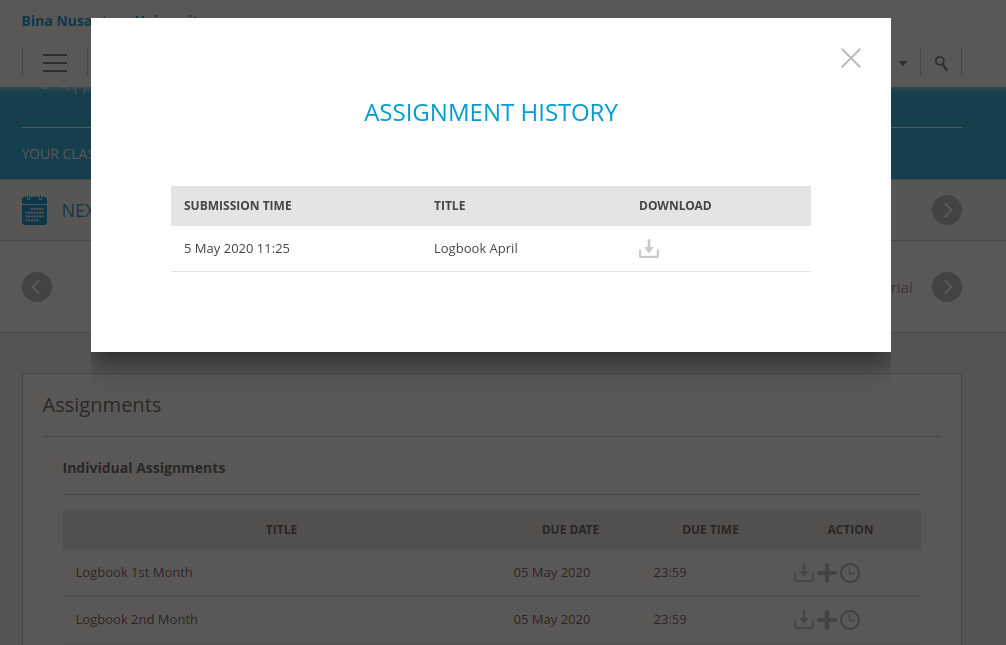 Bina Nusa
YOUR CLAS
NEX
ASSIGNMENT HISTORY
SUBMISSION TIME TITLE DOWNLOAD
5 May 2020 11:25 Logbook April
rial
Assignments
Individual Assignments
TITLE DUE DATE DUE TIME ACTION
Logbook 1st Month 05 May 2020 23:59
Logbook 2nd Month 05 May 2020 23:59